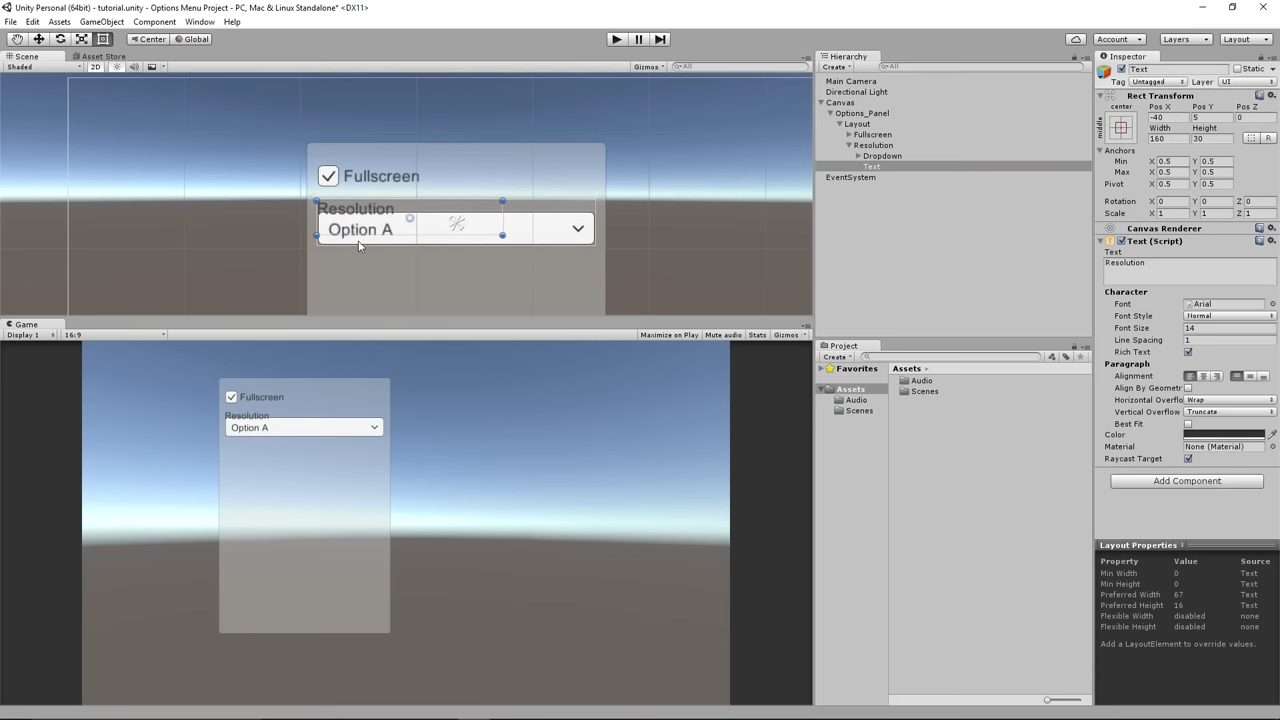 Unity Personal (64bit) - tutorial.unity - Options Menu Project - PC, Mac & Linux Standalone* <DX11>
File Edit Assets GameObject Component Window Help
Center Global
Account Layers Layout
Scene Asset Store
Shaded 2D Gizmos All
Fullscreen
Resolution
Option A
Game
Display 1 16:9 Maximize on Play Mute audio Stats Gizmos
Fullscreen
Resolution
Option A
Hierarchy
Create All
Main Camera
Directional Light
Canvas
Options_Panel
Layout
Fullscreen
Resolution
Dropdown
Text
EventSystem
Project
Create
Favorites
Assets
Audio
Scenes
Assets
Audio
Scenes
Inspector
Text Static
Tag Untagged Layer UI
Rect Transform
center Pos X Pos Y Pos Z
middle -40 5 0
Width Height
160 30 R
Anchors
Min X 0.5 Y 0.5
Max X 0.5 Y 0.5
Pivot X 0.5 Y 0.5
Rotation X 0 Y 0 Z 0
Scale X 1 Y 1 Z 1
Canvas Renderer
Text (Script)
Text
Resolution
Character
Font Arial
Font Style Normal
Font Size 14
Line Spacing 1
Rich Text
Paragraph
Alignment
Align By Geometr
Horizontal Overflo Wrap
Vertical Overflow Truncate
Best Fit
Color
Material None (Material)
Raycast Target
Add Component
Layout Properties
Property Value Source
Min Width 0 Text
Min Height 0 Text
Preferred Width 67 Text
Preferred Height 16 Text
Flexible Width disabled none
Flexible Height disabled none
Add a LayoutElement to override values.